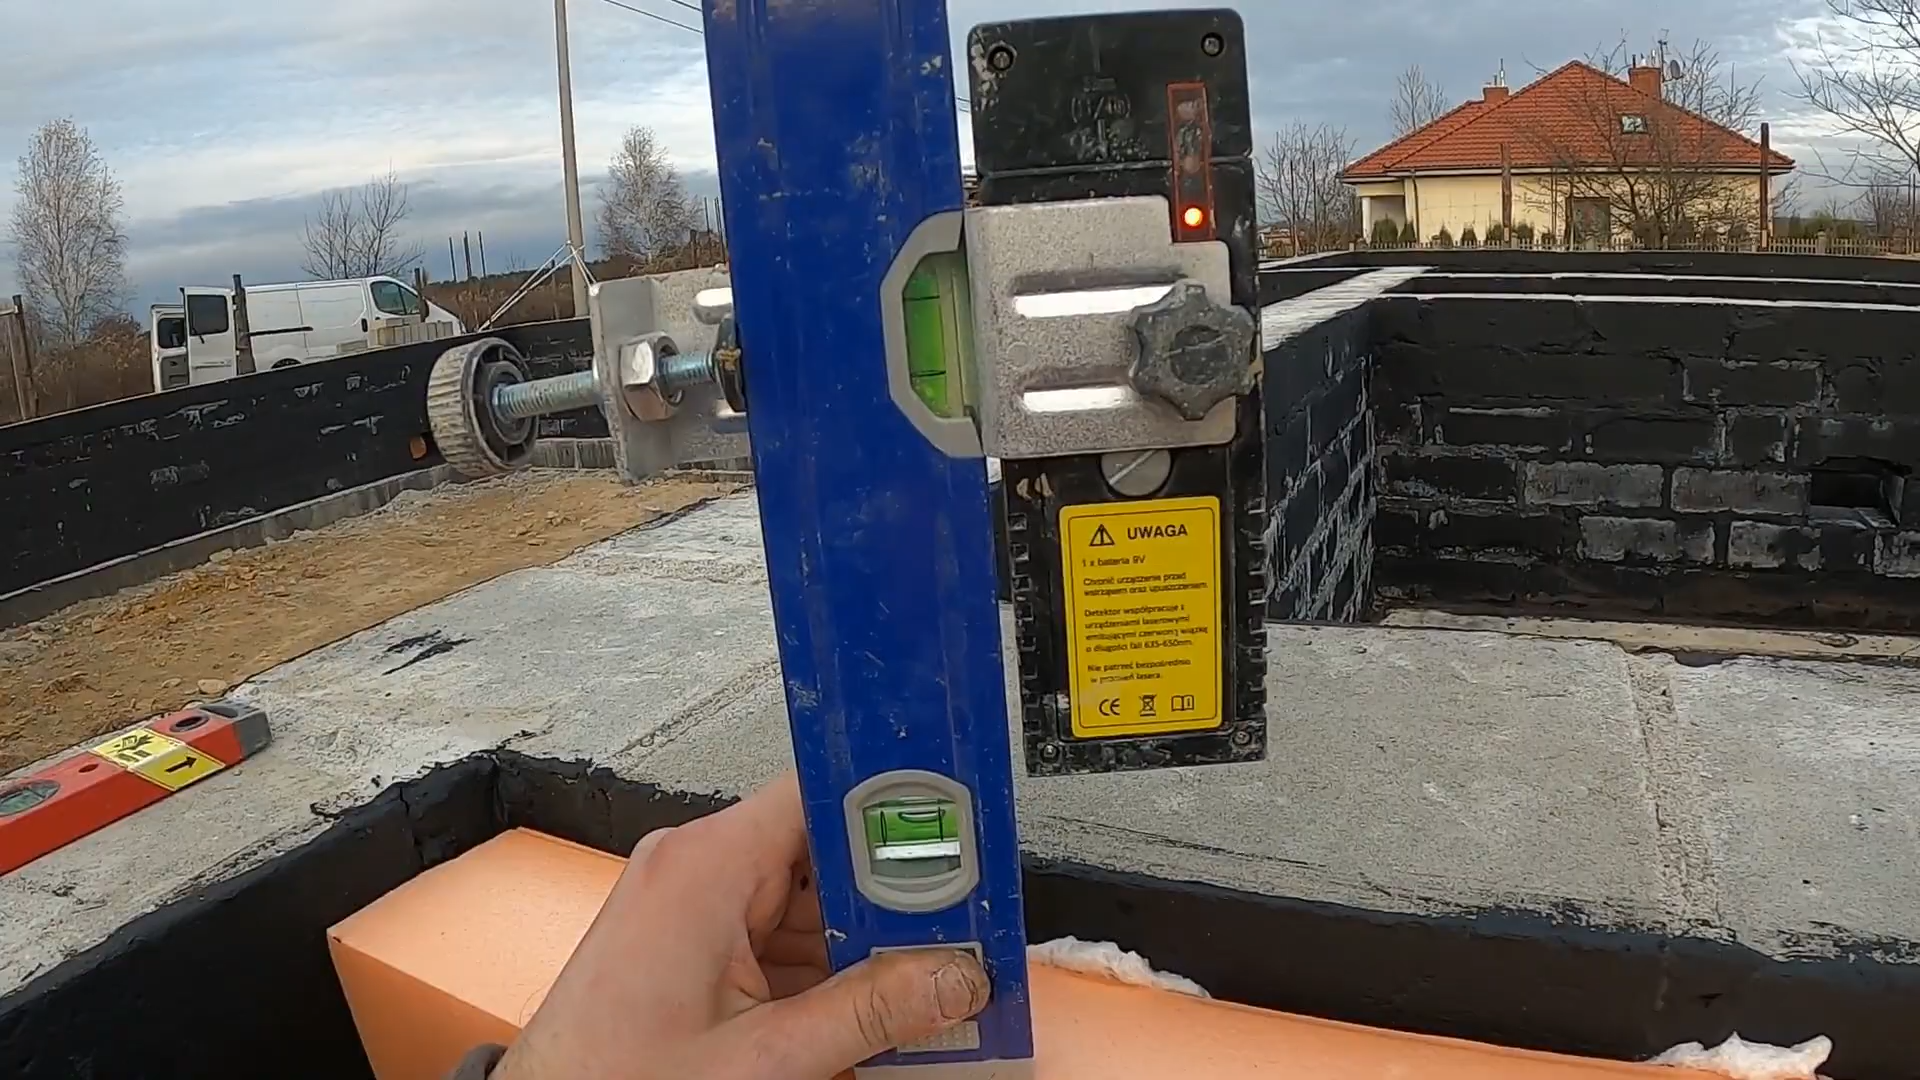 UWAGA
1 x bateria 9V
Chronić urządzenie przed
wstrząsem oraz upuszczeniem.
Detektor współpracuje z
urządzeniami laserowymi
emitującymi czerwoną wiązkę
o długości fali 635-650nm.
Nie patrzeć bezpośrednio
w promień lasera.
CE